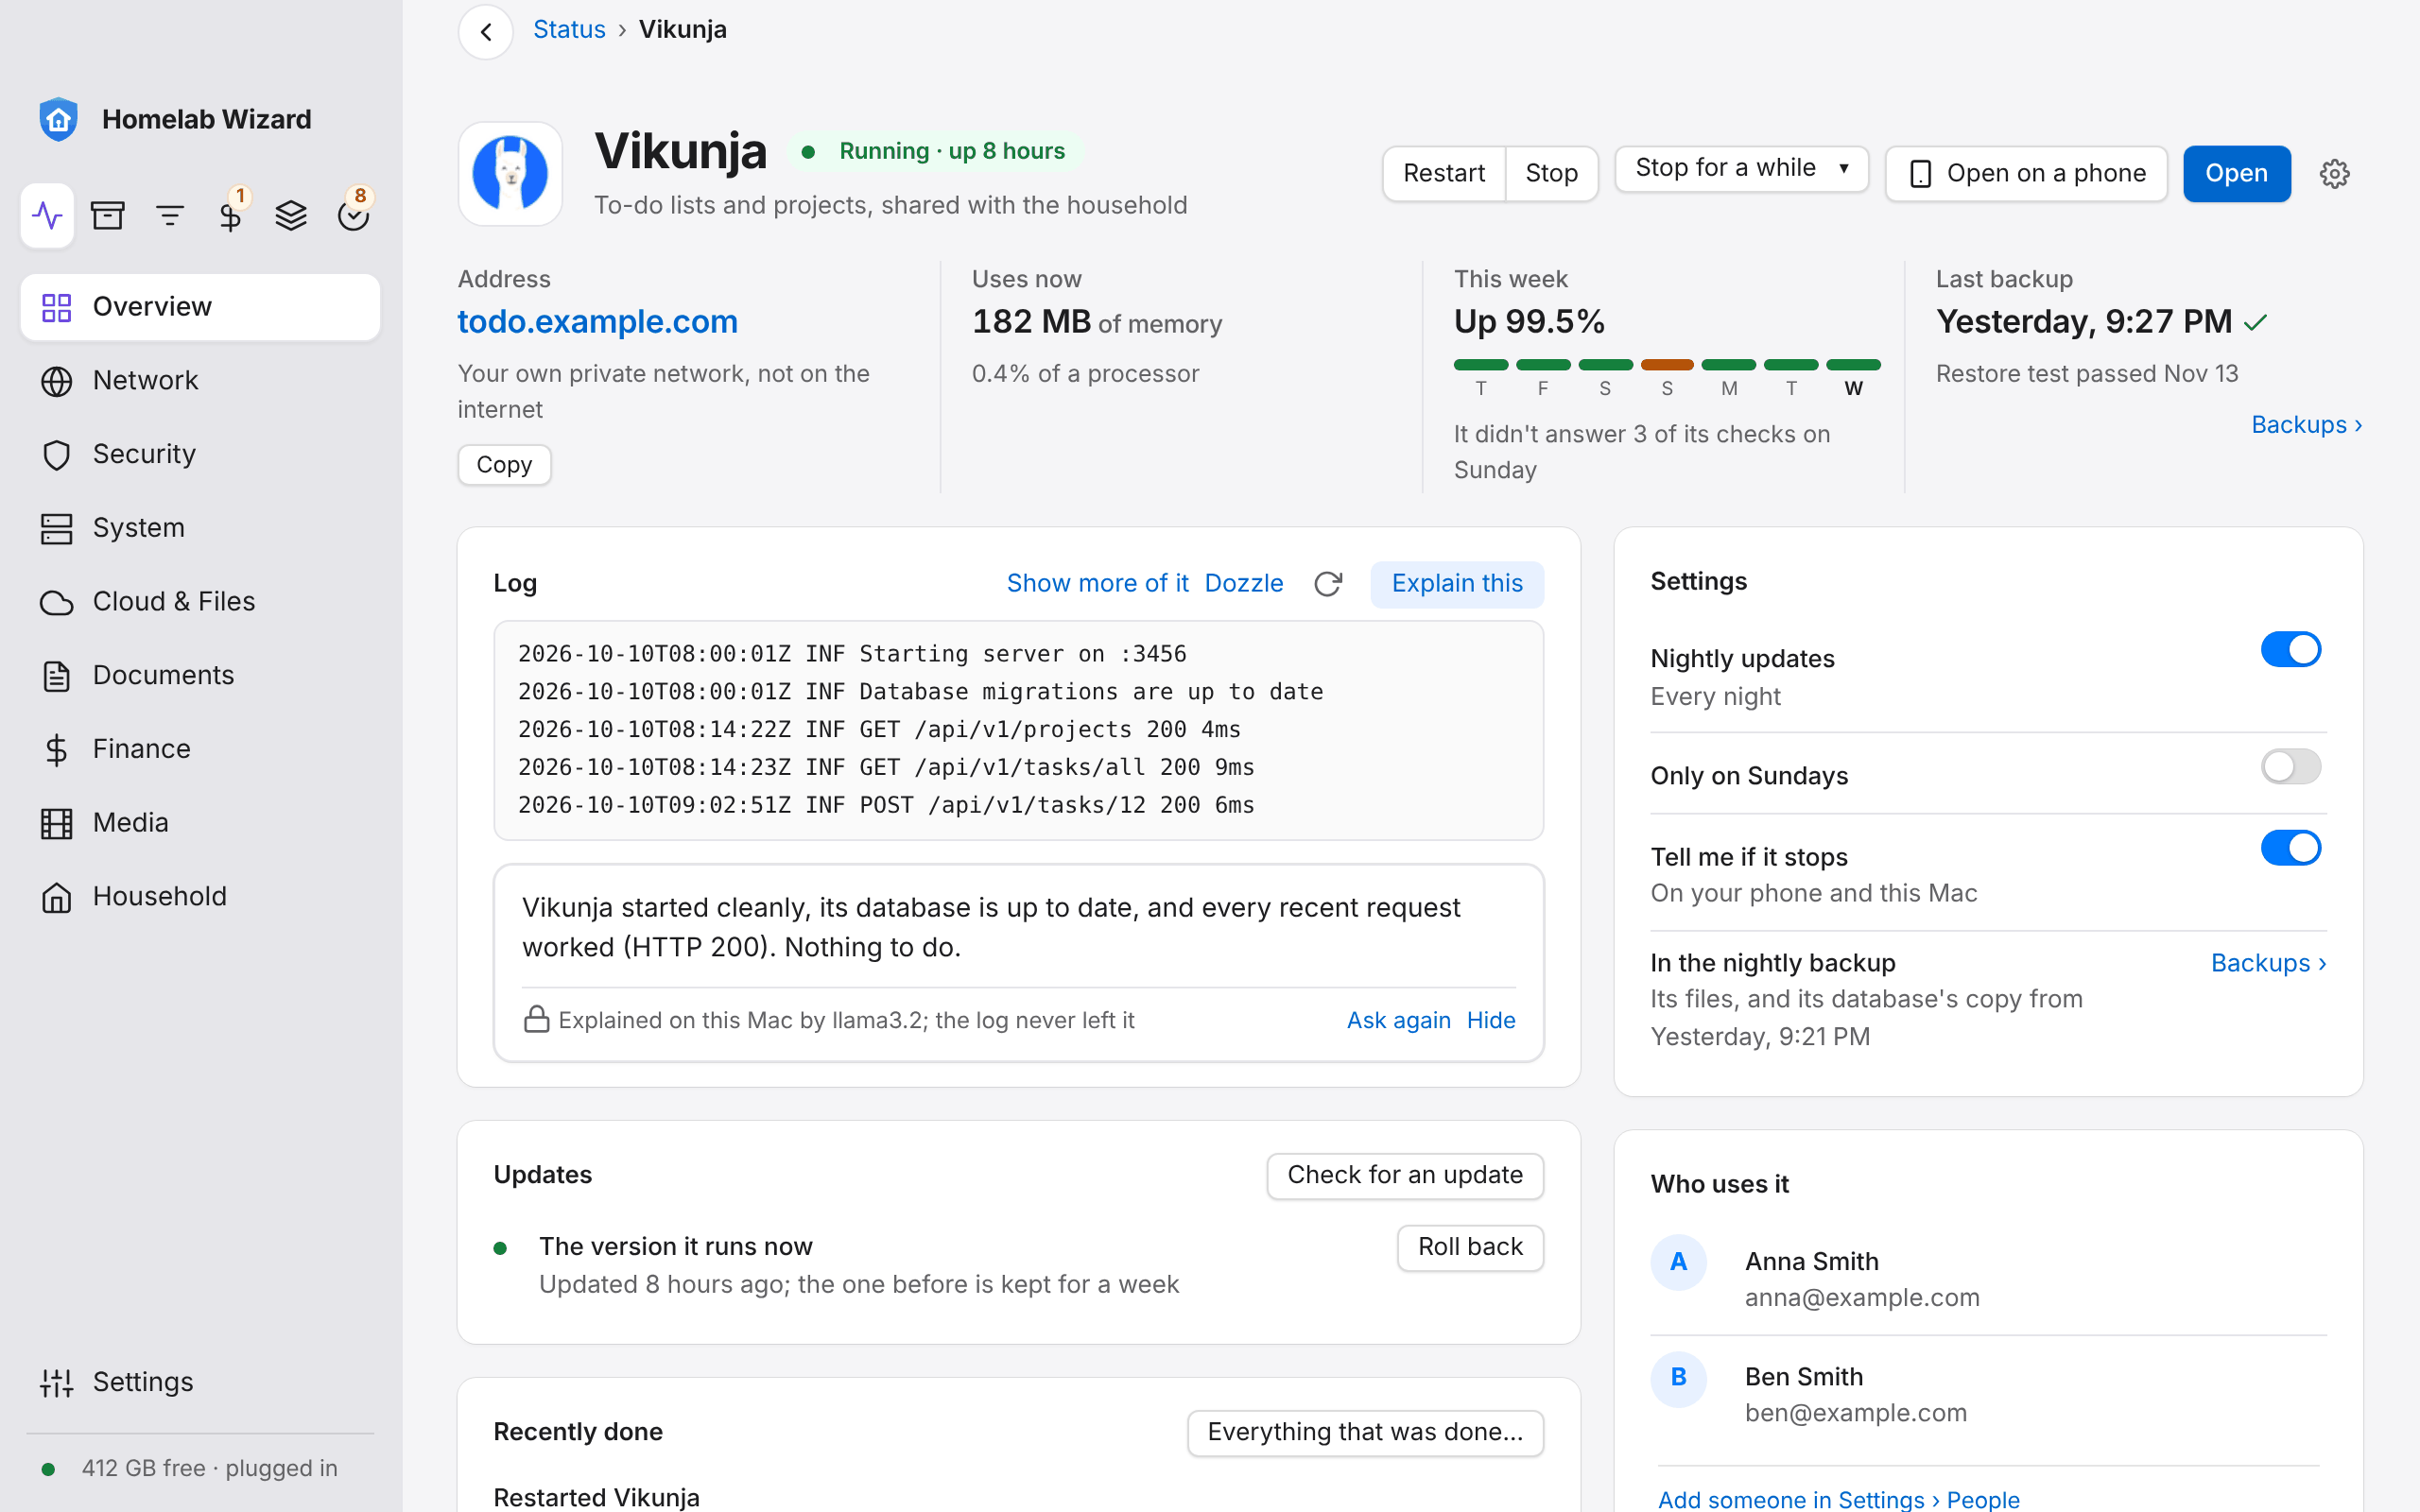 Homelab Wizard
1
8
Overview
Network
Security
System
Cloud & Files
Documents
Finance
Media
Household
Settings
412 GB free · plugged in
Status › Vikunja
Vikunja
Running · up 8 hours
To-do lists and projects, shared with the household
Restart
Stop
Stop for a while ▾
Open on a phone
Open
Address
todo.example.com
Your own private network, not on the
internet
Copy
Uses now
182 MB of memory
0.4% of a processor
This week
Up 99.5%
T F S S M T W
It didn't answer 3 of its checks on
Sunday
Last backup
Yesterday, 9:27 PM ✓
Restore test passed Nov 13
Backups ›
Log
Show more of it
Dozzle
Explain this
2026-10-10T08:00:01Z INF Starting server on :3456
2026-10-10T08:00:01Z INF Database migrations are up to date
2026-10-10T08:14:22Z INF GET /api/v1/projects 200 4ms
2026-10-10T08:14:23Z INF GET /api/v1/tasks/all 200 9ms
2026-10-10T09:02:51Z INF POST /api/v1/tasks/12 200 6ms
Vikunja started cleanly, its database is up to date, and every recent request
worked (HTTP 200). Nothing to do.
Explained on this Mac by llama3.2; the log never left it
Ask again
Hide
Updates
Check for an update
The version it runs now
Updated 8 hours ago; the one before is kept for a week
Roll back
Recently done
Everything that was done...
Restarted Vikunja
Settings
Nightly updates
Every night
Only on Sundays
Tell me if it stops
On your phone and this Mac
In the nightly backup
Backups ›
Its files, and its database's copy from
Yesterday, 9:21 PM
Who uses it
A
Anna Smith
anna@example.com
B
Ben Smith
ben@example.com
Add someone in Settings › People